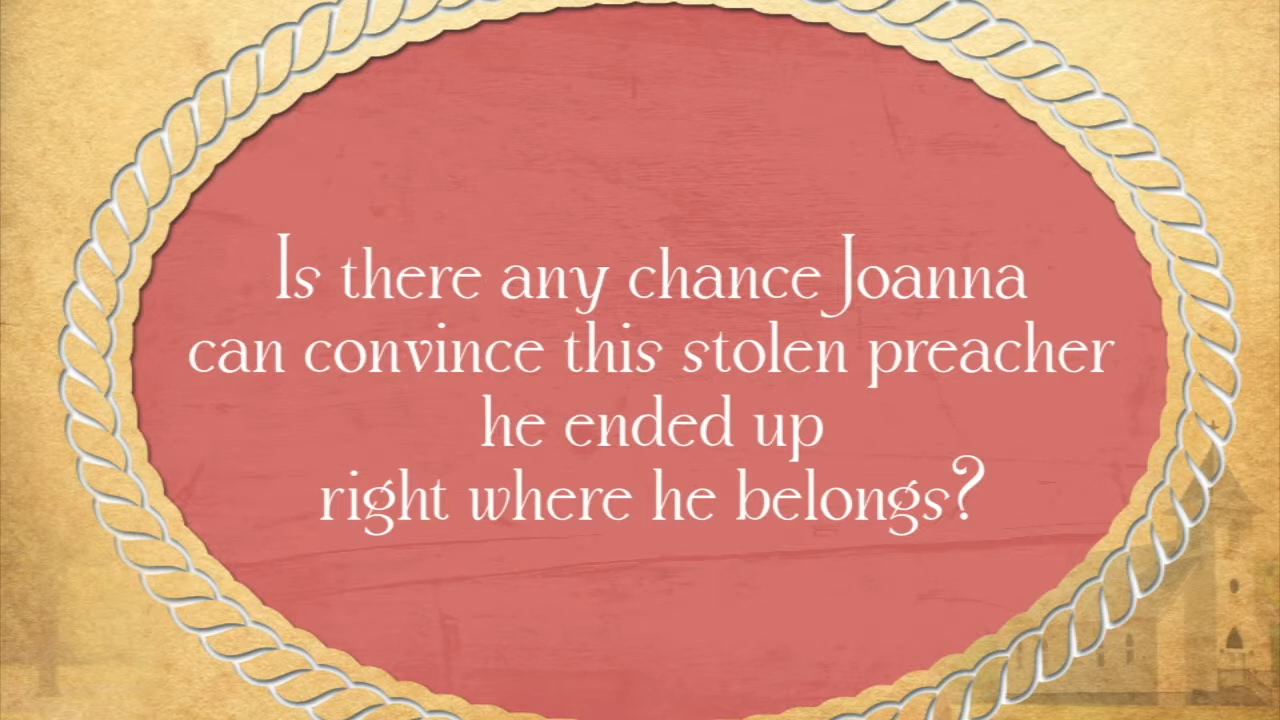 Is there any chance Joanna
can convince this stolen preacher
he ended up
right where he belongs?